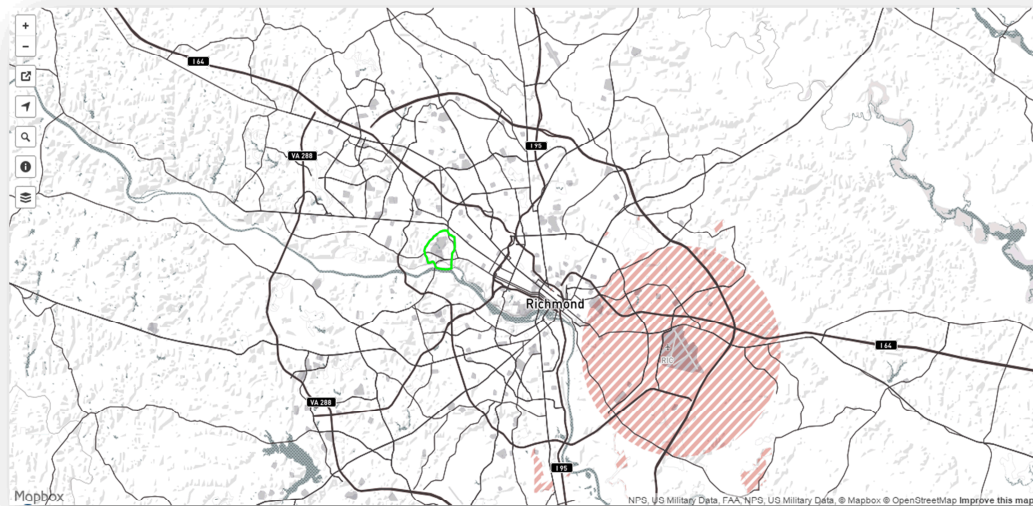 I 64
I 95
VA 288
Richmond
I 64
RIC
VA 288
I 95
Mapbox
NPS, US Military Data, FAA, NPS, US Military Data, © Mapbox © OpenStreetMap Improve this map